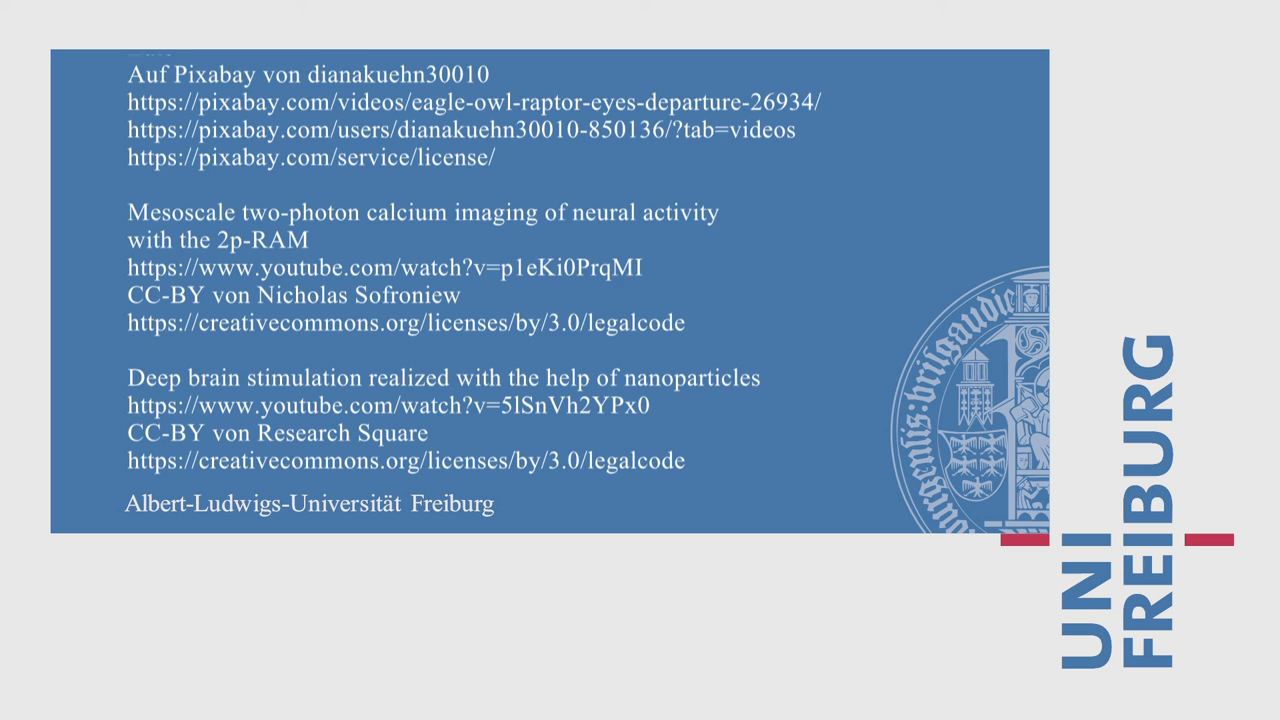 Auf Pixabay von dianakuehn30010
https://pixabay.com/videos/eagle-owl-raptor-eyes-departure-26934/
https://pixabay.com/users/dianakuehn30010-850136/?tab=videos
https://pixabay.com/service/license/
Mesoscale two-photon calcium imaging of neural activity
with the 2p-RAM
https://www.youtube.com/watch?v=p1eKi0PrqMI
CC-BY von Nicholas Sofroniew
https://creativecommons.org/licenses/by/3.0/legalcode
Deep brain stimulation realized with the help of nanoparticles
https://www.youtube.com/watch?v=5lSnVh2YPx0
CC-BY von Research Square
https://creativecommons.org/licenses/by/3.0/legalcode
Albert-Ludwigs-Universität Freiburg
UNI
FREIBURG